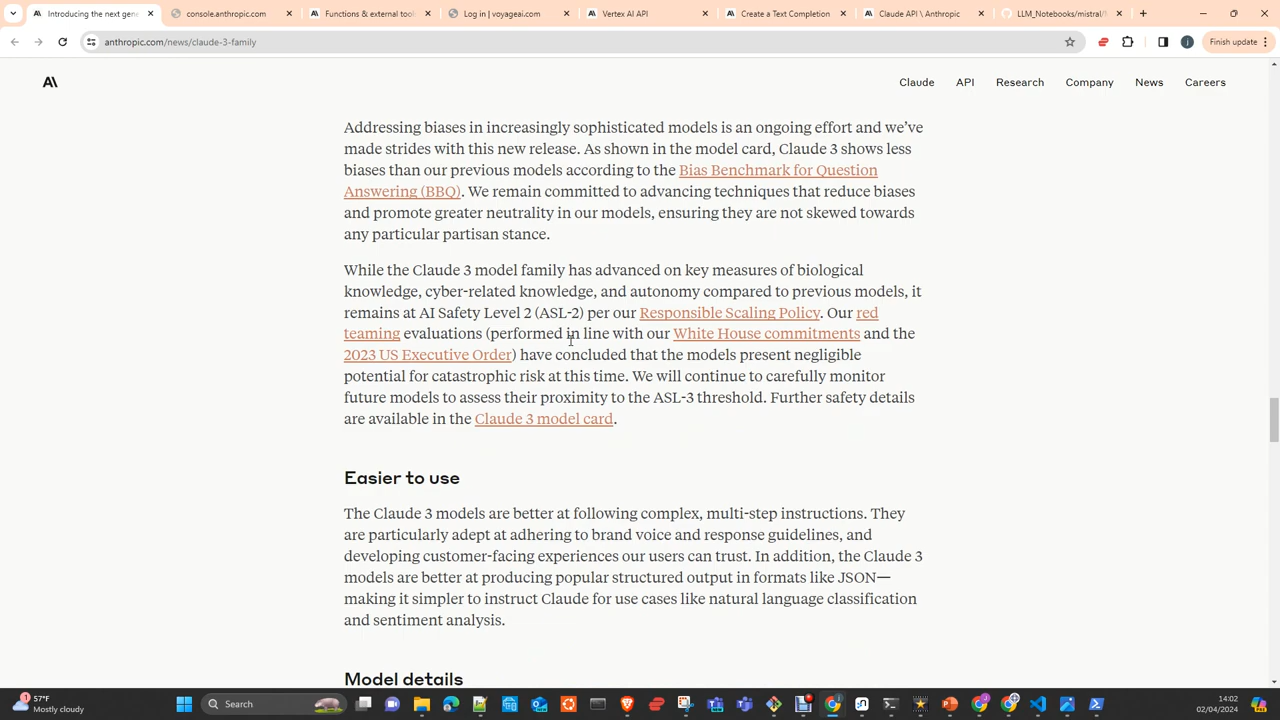 Introducing the next gen
console.anthropic.com
Functions & external tool
Log in | voyageai.com
Vertex AI API
Create a Text Completion
Claude API \ Anthropic
LLM_Notebooks/mistral/
anthropic.com/news/claude-3-family
Finish update
Claude
API
Research
Company
News
Careers
Addressing biases in increasingly sophisticated models is an ongoing effort and we've
made strides with this new release. As shown in the model card, Claude 3 shows less
biases than our previous models according to the Bias Benchmark for Question
Answering (BBQ). We remain committed to advancing techniques that reduce biases
and promote greater neutrality in our models, ensuring they are not skewed towards
any particular partisan stance.
While the Claude 3 model family has advanced on key measures of biological
knowledge, cyber-related knowledge, and autonomy compared to previous models, it
remains at AI Safety Level 2 (ASL-2) per our Responsible Scaling Policy. Our red
teaming evaluations (performed in line with our White House commitments and the
2023 US Executive Order) have concluded that the models present negligible
potential for catastrophic risk at this time. We will continue to carefully monitor
future models to assess their proximity to the ASL-3 threshold. Further safety details
are available in the Claude 3 model card.
Easier to use
The Claude 3 models are better at following complex, multi-step instructions. They
are particularly adept at adhering to brand voice and response guidelines, and
developing customer-facing experiences our users can trust. In addition, the Claude 3
models are better at producing popular structured output in formats like JSON—
making it simpler to instruct Claude for use cases like natural language classification
and sentiment analysis.
Model details
1
57°F
Mostly cloudy
Search
14:02
02/04/2024